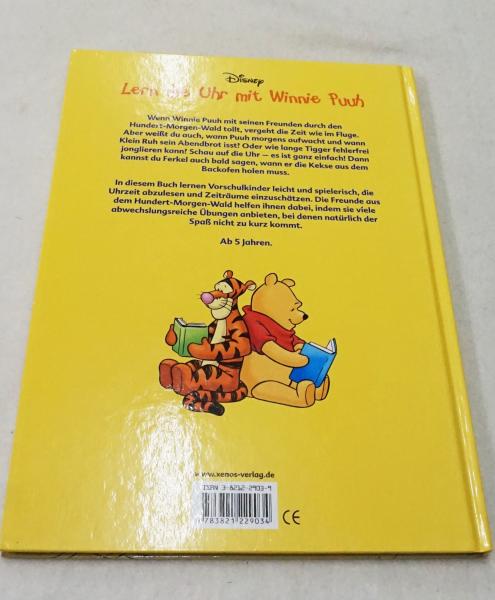 Disney
Lern die Uhr mit Winnie Puuh
Wenn Winnie Puuh mit seinen Freunden durch den
Hundert-Morgen-Wald tollt, vergeht die Zeit wie im Fluge.
Aber weißt du auch, wann Puuh morgens aufwacht und wann
Klein Ruh sein Abendbrot isst? Oder wie lange Tigger fehlerfrei
jonglieren kann? Schau auf die Uhr – es ist ganz einfach! Dann
kannst du Ferkel auch bald sagen, wann er die Kekse aus dem
Backofen holen muss.
In diesem Buch lernen Vorschulkinder leicht und spielerisch, die
Uhrzeit abzulesen und Zeiträume einzuschätzen. Die Freunde aus
dem Hundert-Morgen-Wald helfen ihnen dabei, indem sie viele
abwechslungsreiche Übungen anbieten, bei denen natürlich der
Spaß nicht zu kurz kommt.
Ab 5 Jahren.
www.xenos-verlag.de
ISBN 3-8212-2903-9
9 783821 229034
CE